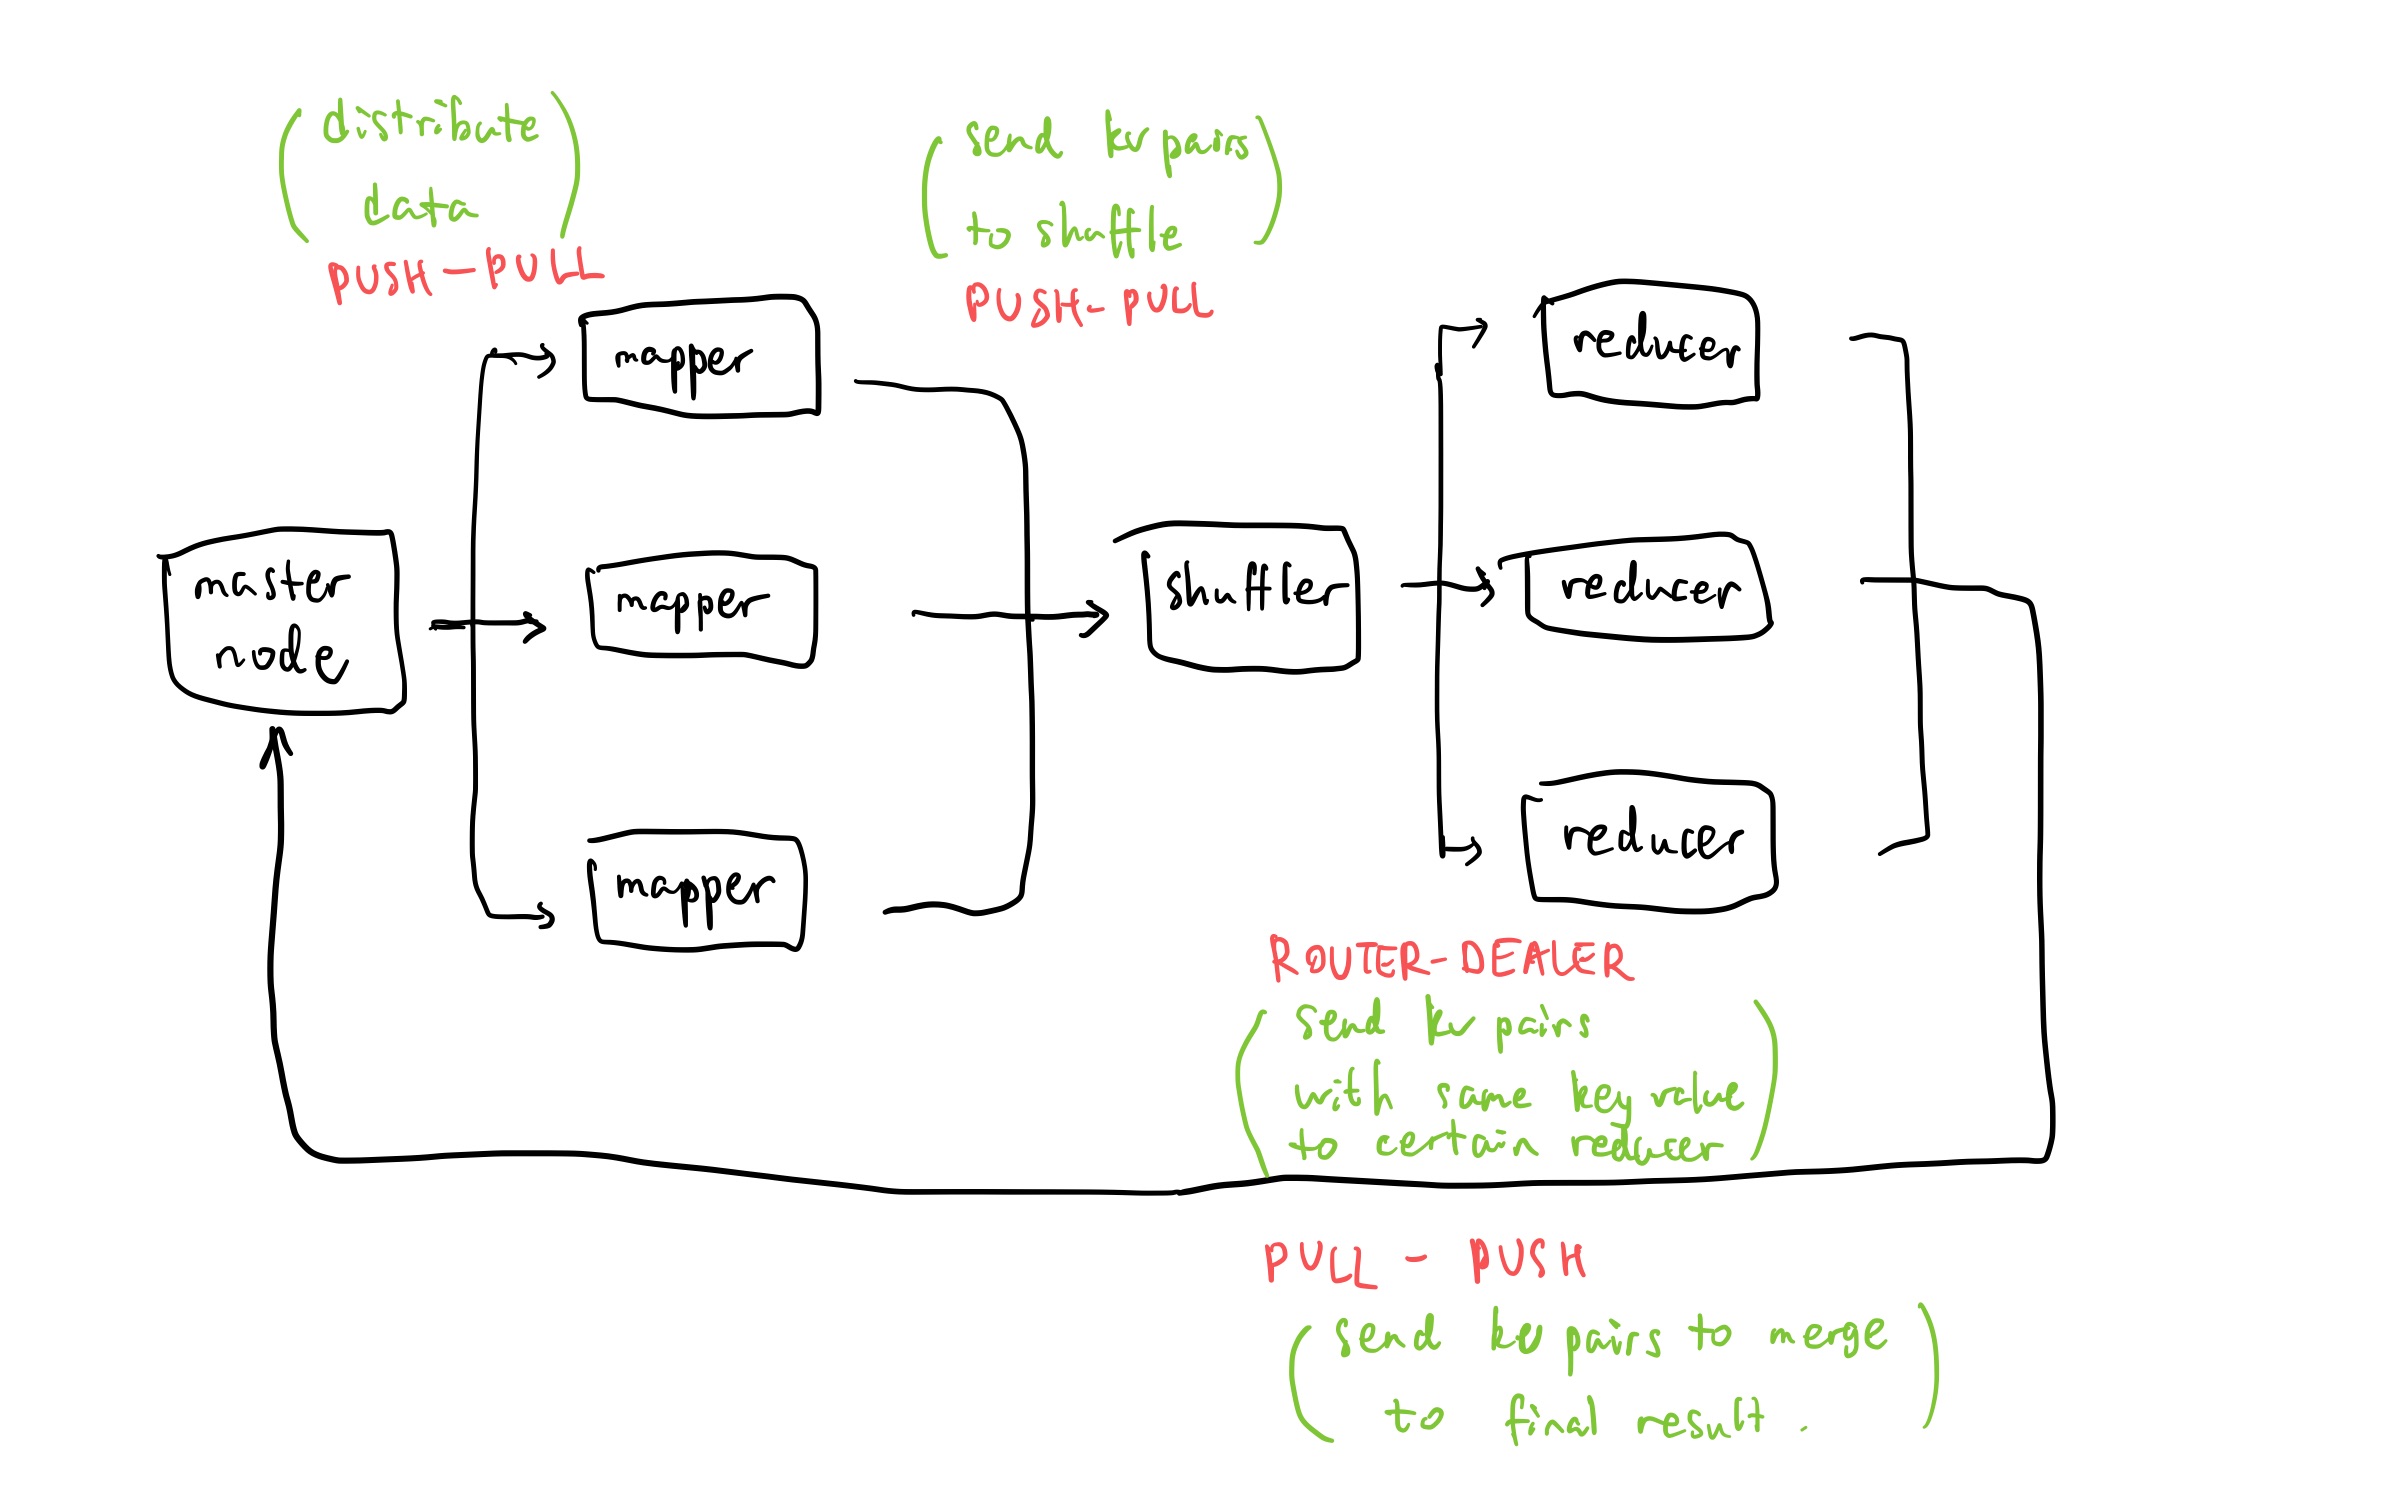 distribute
data
PUSH-PULL
send kv pairs
to shuffle
PUSH-PULL
mapper
mapper
mapper
master
node
shuffler
reducer
reducer
reducer
ROUTER-DEALER
send kv pairs
with same key value
to certain reducer
PULL - PUSH
send kv pairs to merge
to final result.